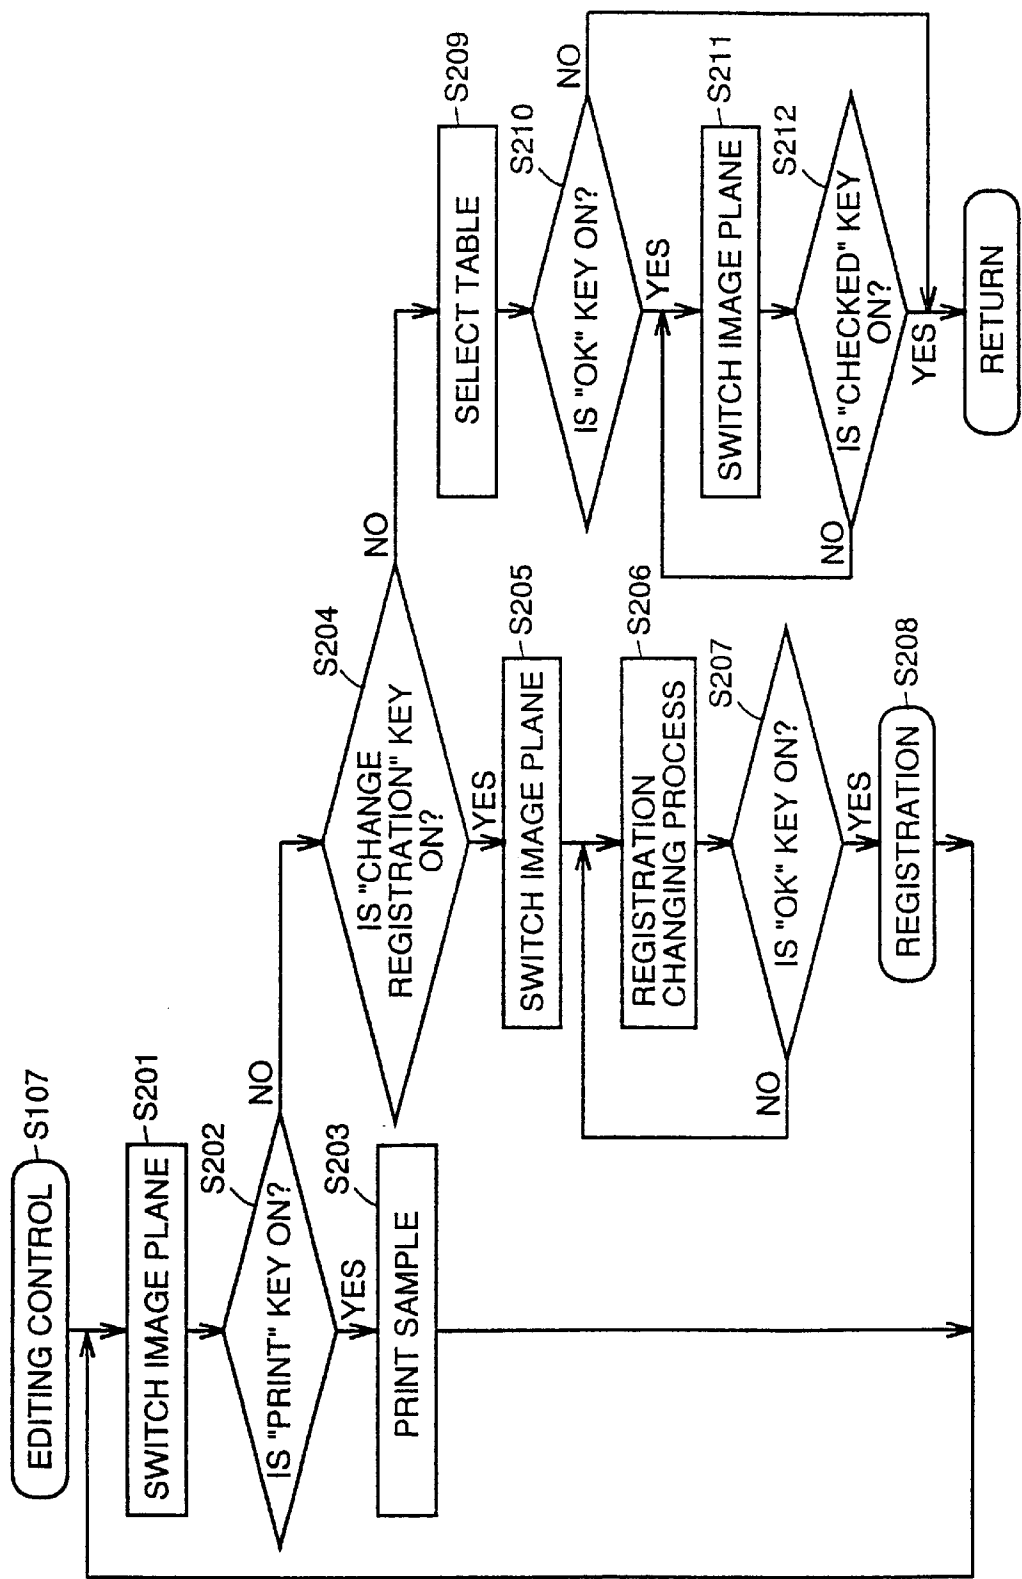 EDITING CONTROL
S107
SWITCH IMAGE PLANE
S201
IS "PRINT" KEY ON?
S202
NO
YES
PRINT SAMPLE
S203
IS "CHANGE
REGISTRATION" KEY
ON?
S204
NO
YES
SWITCH IMAGE PLANE
S205
REGISTRATION
CHANGING PROCESS
S206
IS "OK" KEY ON?
S207
NO
YES
REGISTRATION
S208
SELECT TABLE
S209
IS "OK" KEY ON?
S210
NO
YES
SWITCH IMAGE PLANE
S211
IS "CHECKED" KEY
ON?
S212
NO
YES
RETURN